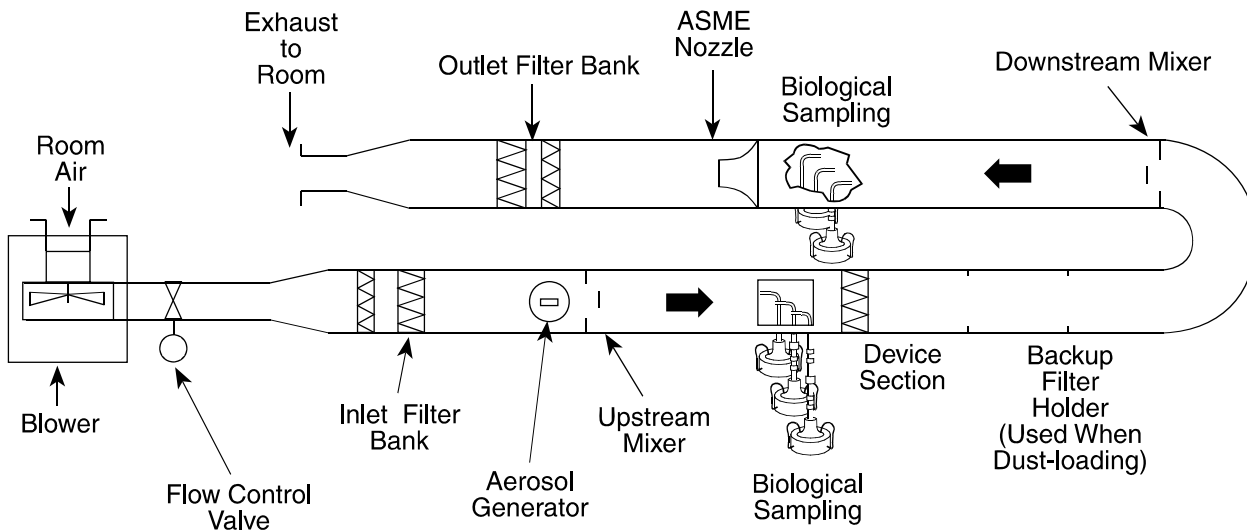 Exhaust
to
Room
ASME
Nozzle
Outlet Filter Bank
Biological
Sampling
Downstream Mixer
Room
Air
Blower
Flow Control
Valve
Inlet Filter
Bank
Aerosol
Generator
Upstream
Mixer
Biological
Sampling
Device
Section
Backup
Filter
Holder
(Used When
Dust-loading)